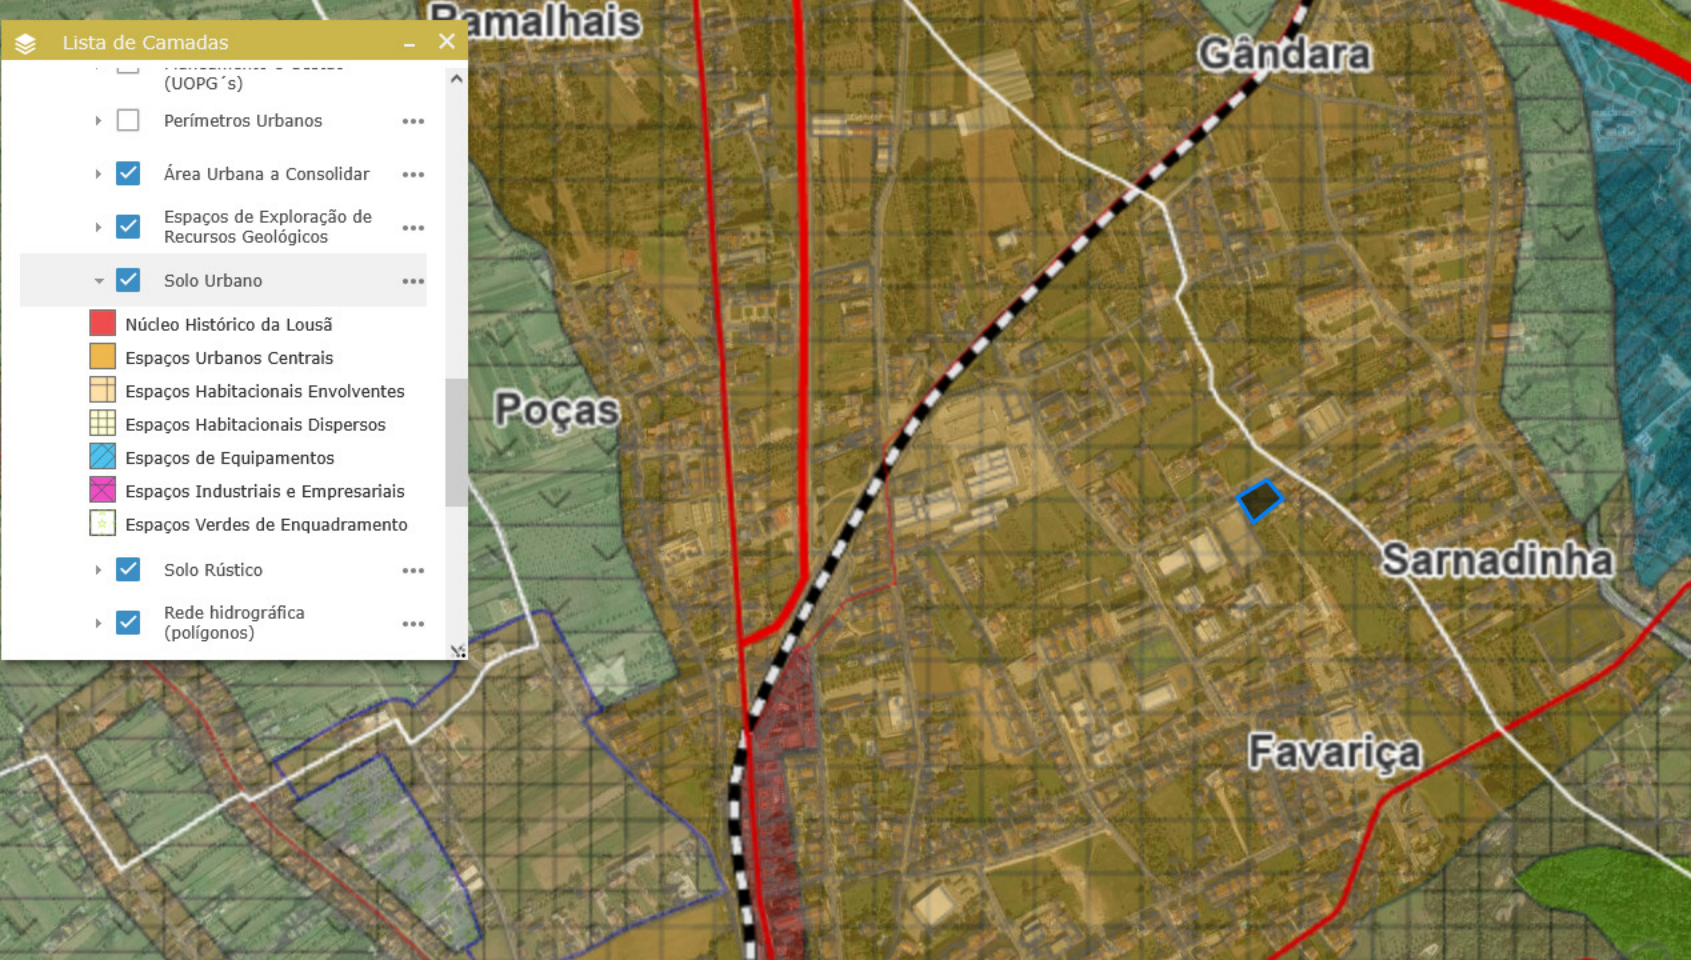 Ramalhais
Gândara
Lista de Camadas
(UOPG´s)
Perímetros Urbanos
Área Urbana a Consolidar
Espaços de Exploração de
Recursos Geológicos
Solo Urbano
Núcleo Histórico da Lousã
Espaços Urbanos Centrais
Espaços Habitacionais Envolventes
Espaços Habitacionais Dispersos
Espaços de Equipamentos
Espaços Industriais e Empresariais
Espaços Verdes de Enquadramento
Solo Rústico
Rede hidrográfica
(polígonos)
Poças
Sarnadinha
Favariça